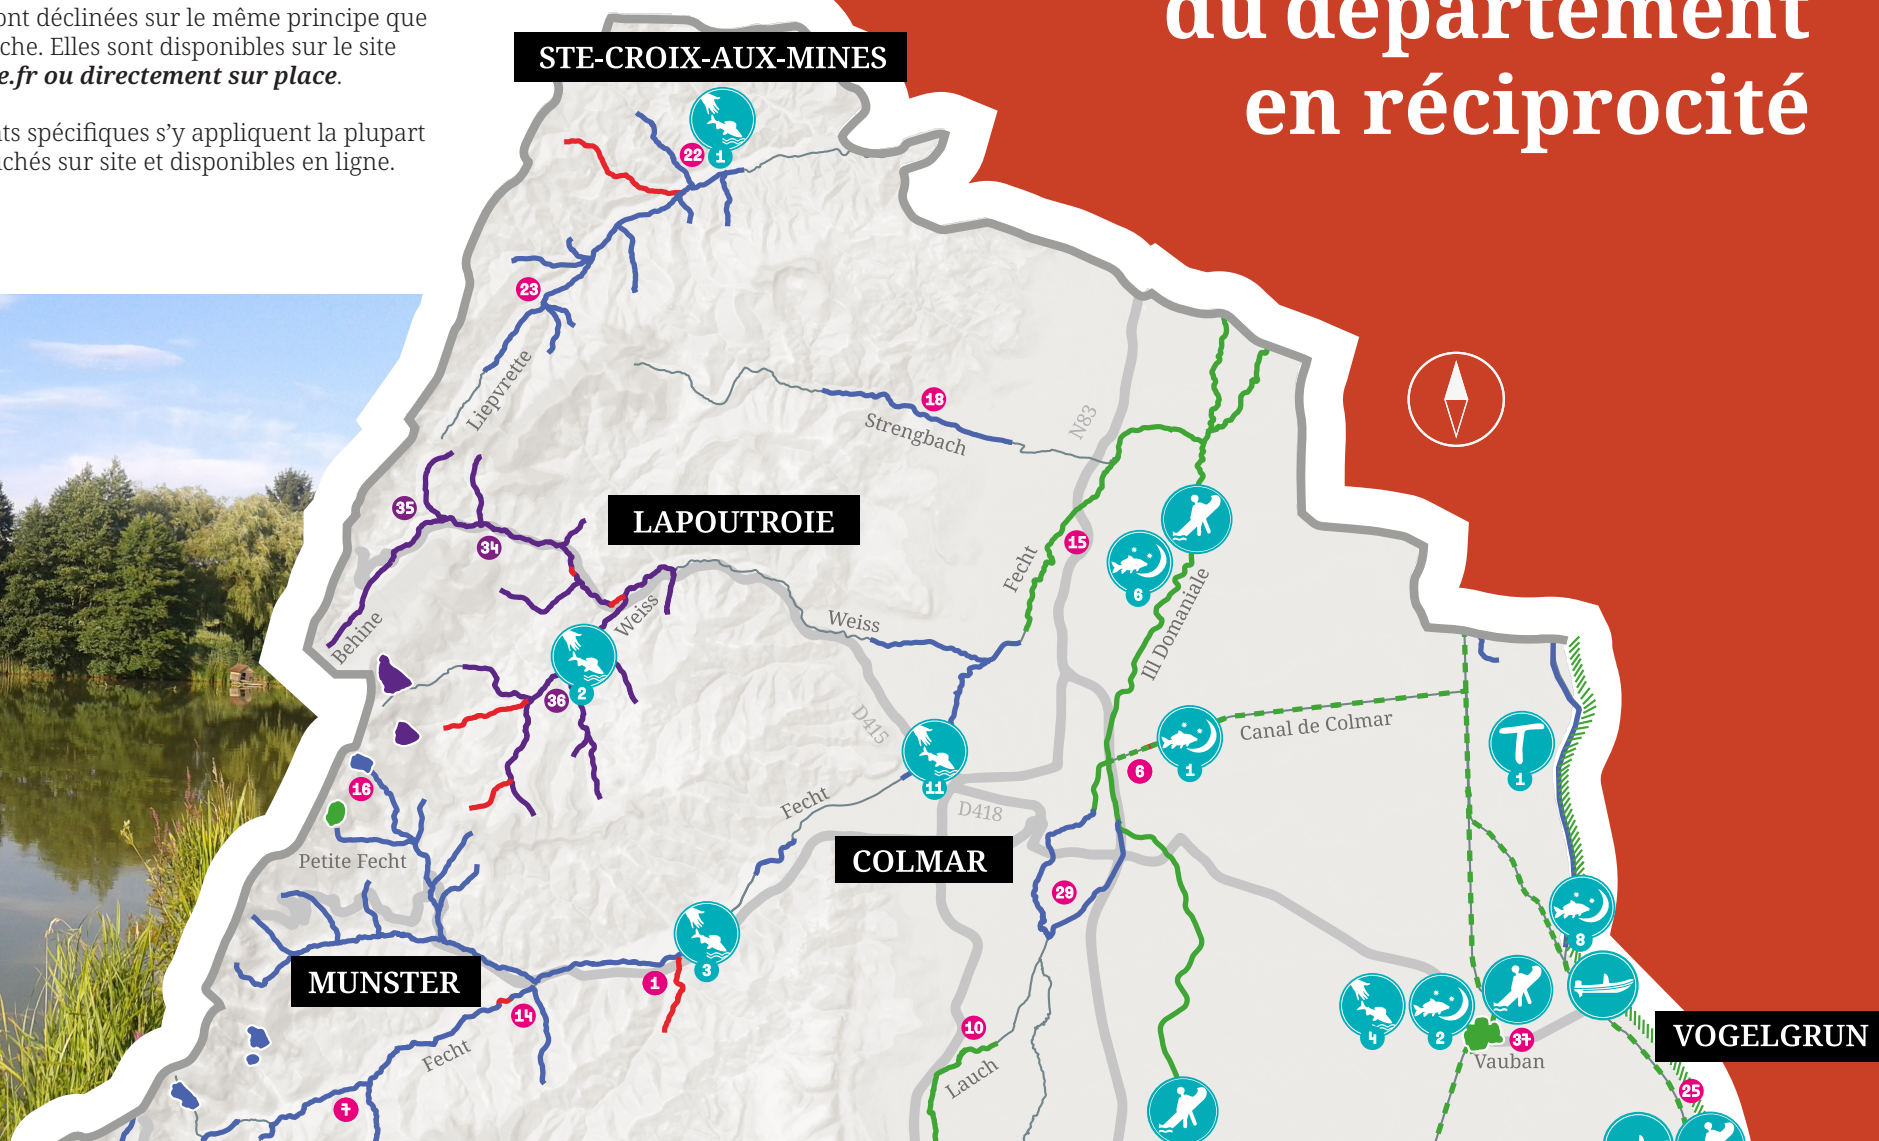 ont déclinées sur le même principe que
che. Elles sont disponibles sur le site
e.fr ou directement sur place.
ts spécifiques s'y appliquent la plupart
chés sur site et disponibles en ligne.
du département
en réciprocité
STE-CROIX-AUX-MINES
22
1
23
Liepvrette
18
Strengbach
N83
35
34
LAPOUTROIE
15
Fecht
6
Ill Domaniale
Behine
Weiss
Weiss
2
36
D415
Canal de Colmar
6
1
1
16
11
Fecht
D418
Petite Fecht
COLMAR
29
8
MUNSTER
3
1
14
10
4
2
37
Vauban
VOGELGRUN
Fecht
Lauch
7
25